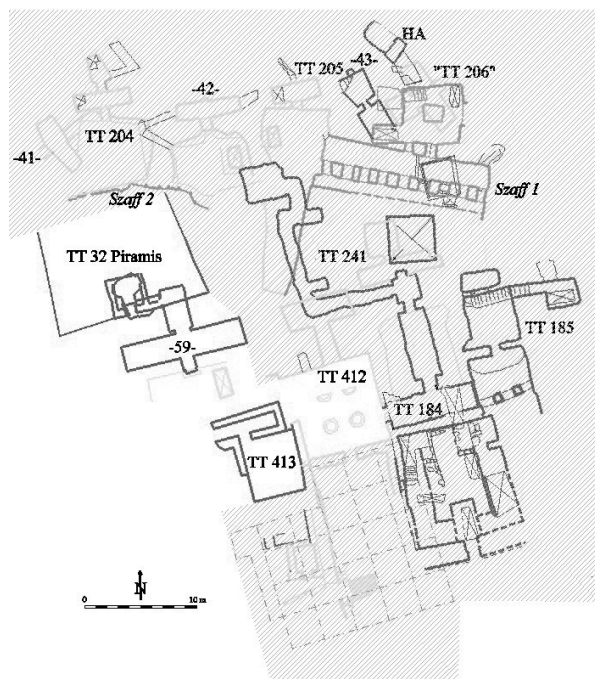 HA
TT 205
-43-
"TT 206"
-42-
TT 204
-41-
Szaff 2
Szaff 1
TT 32 Piramis
TT 241
TT 185
-59-
TT 412
TT 184
TT 413
N
0 10 m